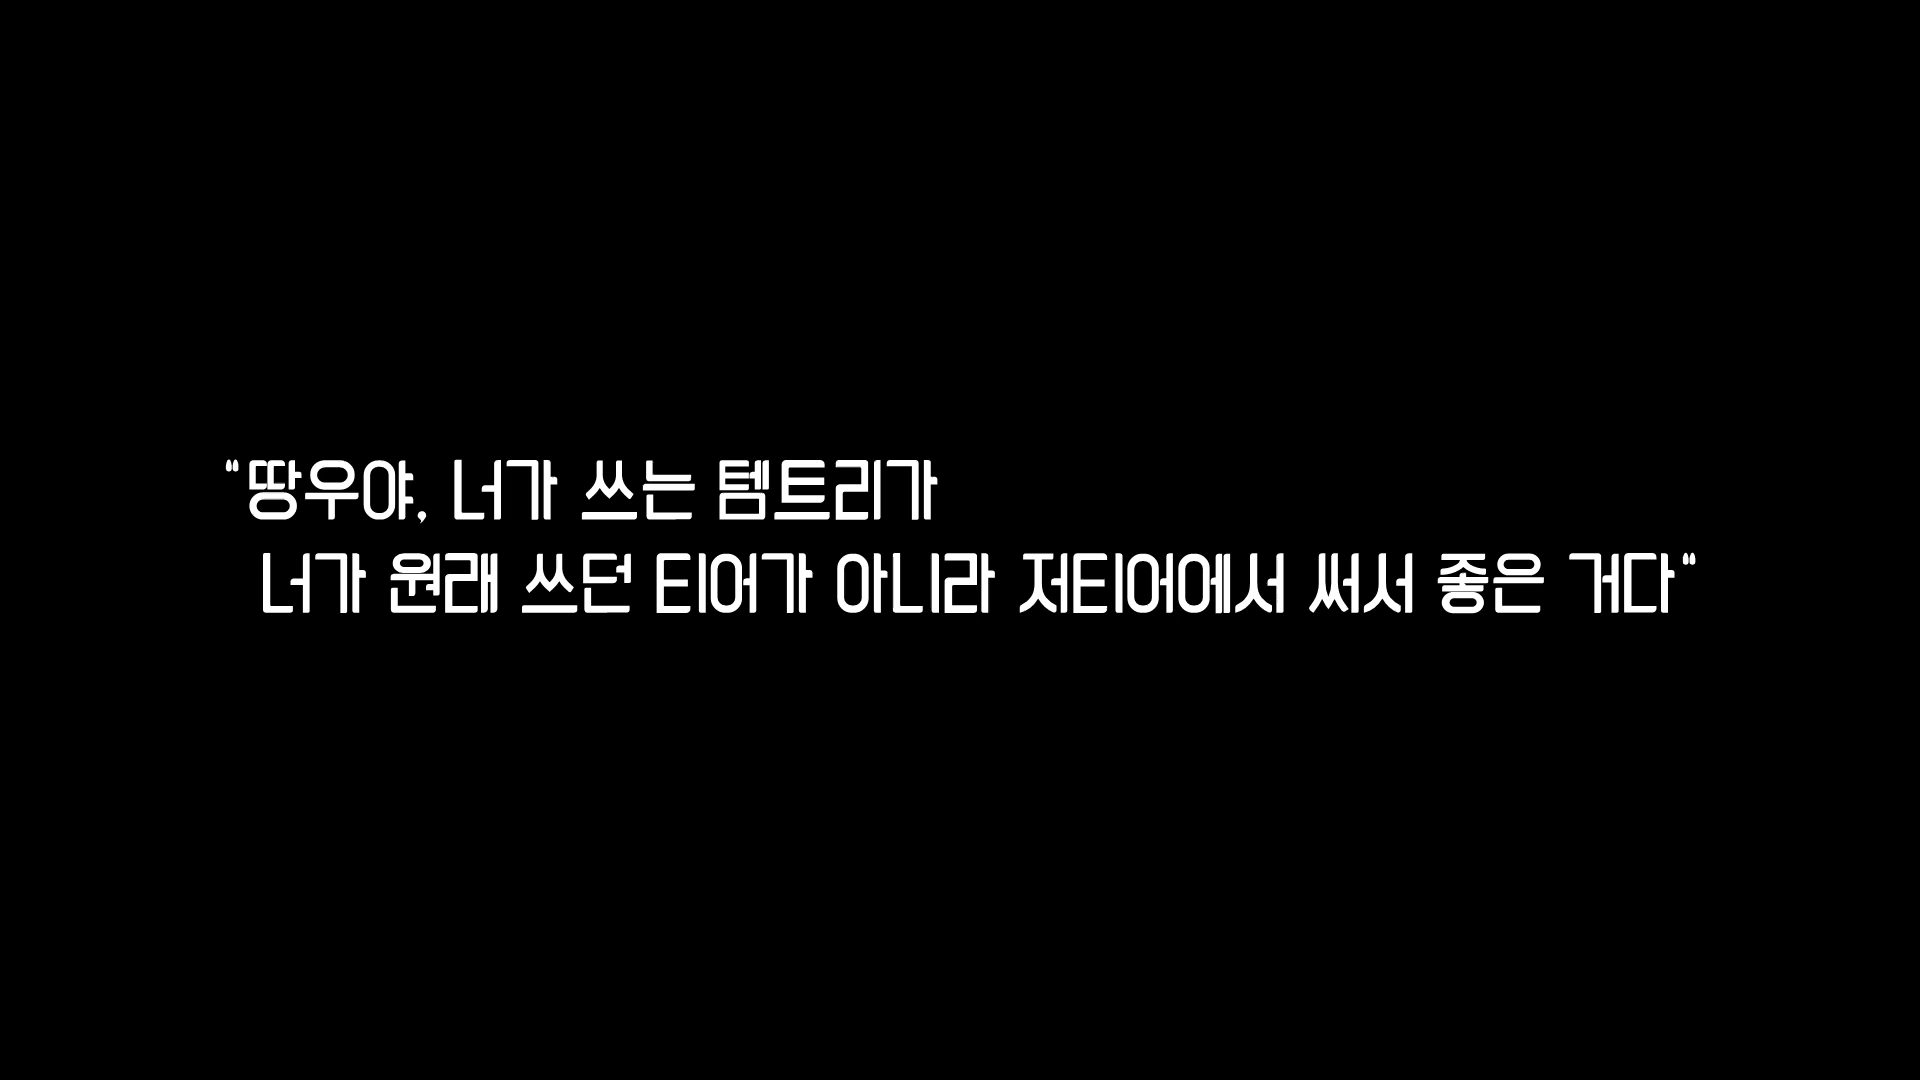 "땅우야, 너가 쓰는 템트리가
너가 원래 쓰던 티어가 아니라 저티어에서 써서 좋은 거다"